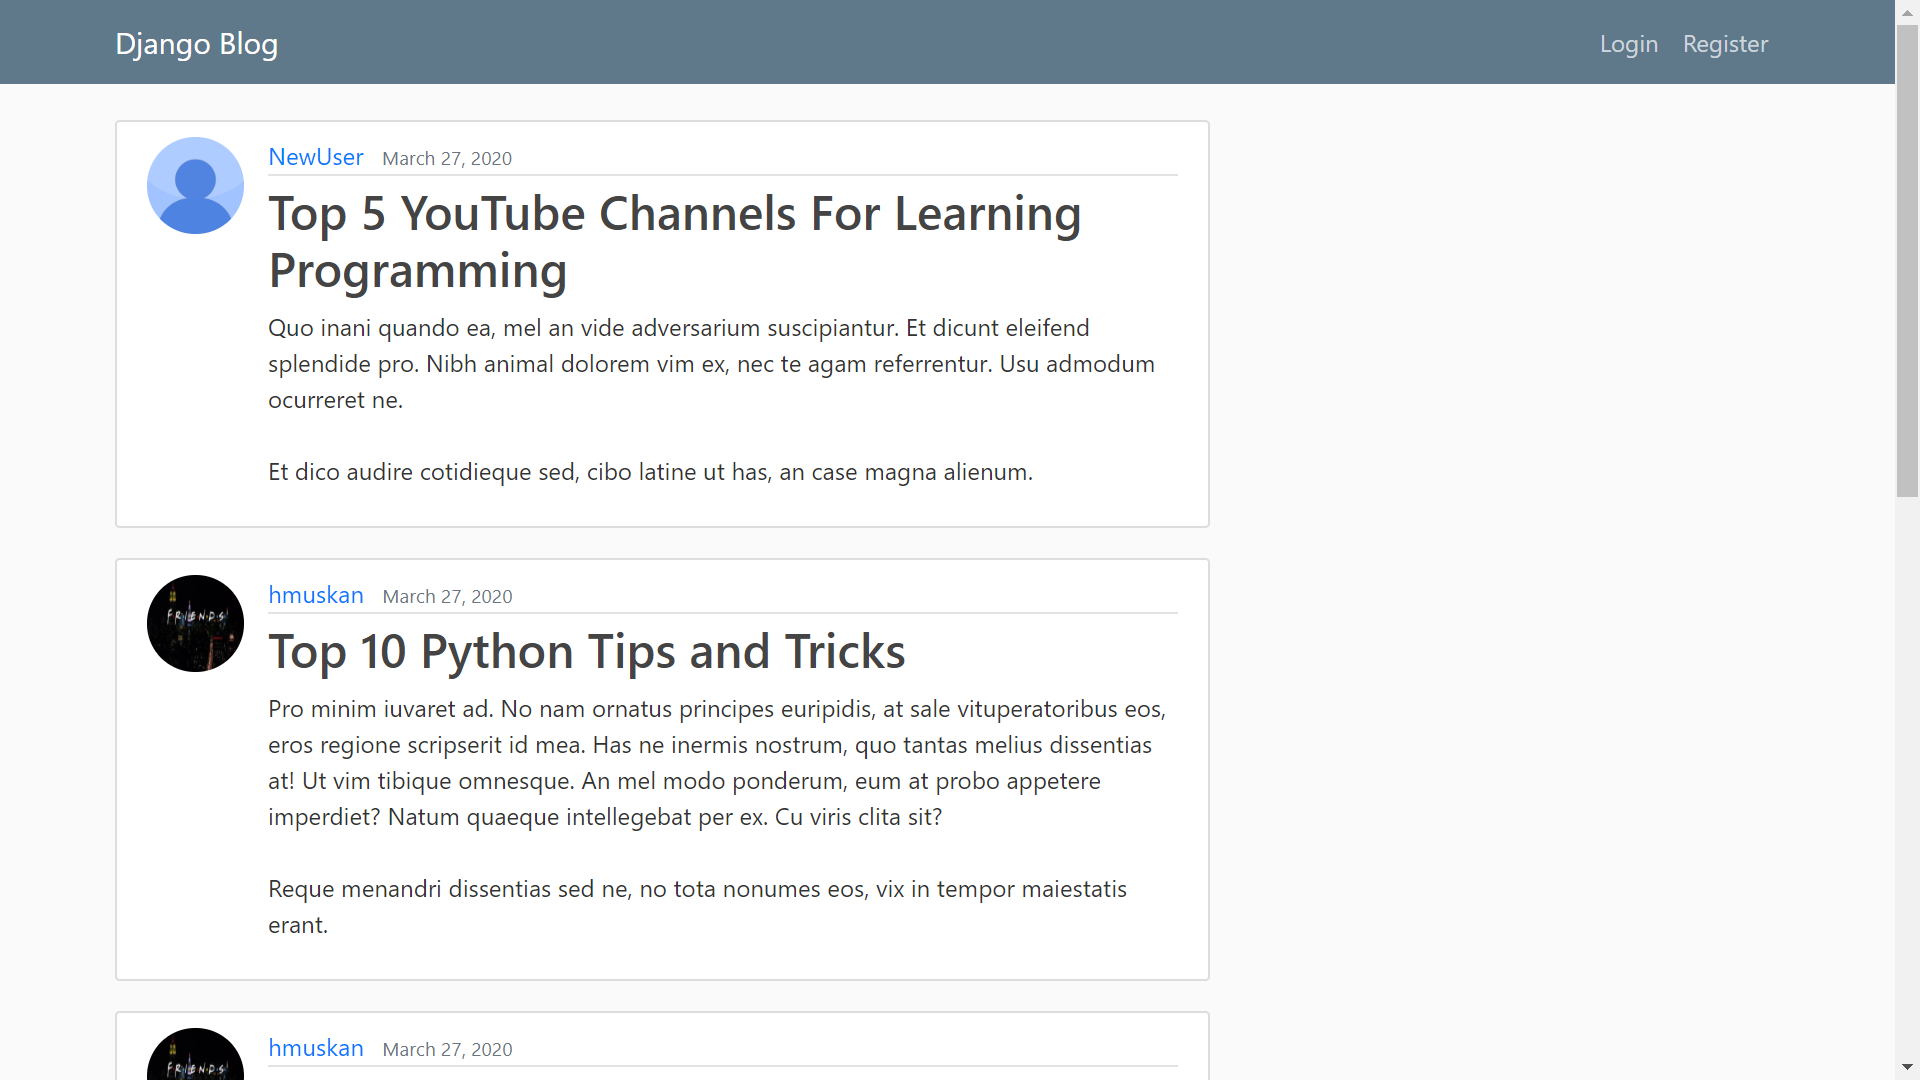 Django Blog
Login Register
NewUser March 27, 2020
Top 5 YouTube Channels For Learning
Programming
Quo inani quando ea, mel an vide adversarium suscipiantur. Et dicunt eleifend
splendide pro. Nibh animal dolorem vim ex, nec te agam referrentur. Usu admodum
ocurreret ne.
Et dico audire cotidieque sed, cibo latine ut has, an case magna alienum.
FRIENDS
hmuskan March 27, 2020
Top 10 Python Tips and Tricks
Pro minim iuvaret ad. No nam ornatus principes euripidis, at sale vituperatoribus eos,
eros regione scripserit id mea. Has ne inermis nostrum, quo tantas melius dissentias
at! Ut vim tibique omnesque. An mel modo ponderum, eum at probo appetere
imperdiet? Natum quaeque intellegebat per ex. Cu viris clita sit?
Reque menandri dissentias sed ne, no tota nonumes eos, vix in tempor maiestatis
erant.
FRIENDS
hmuskan March 27, 2020